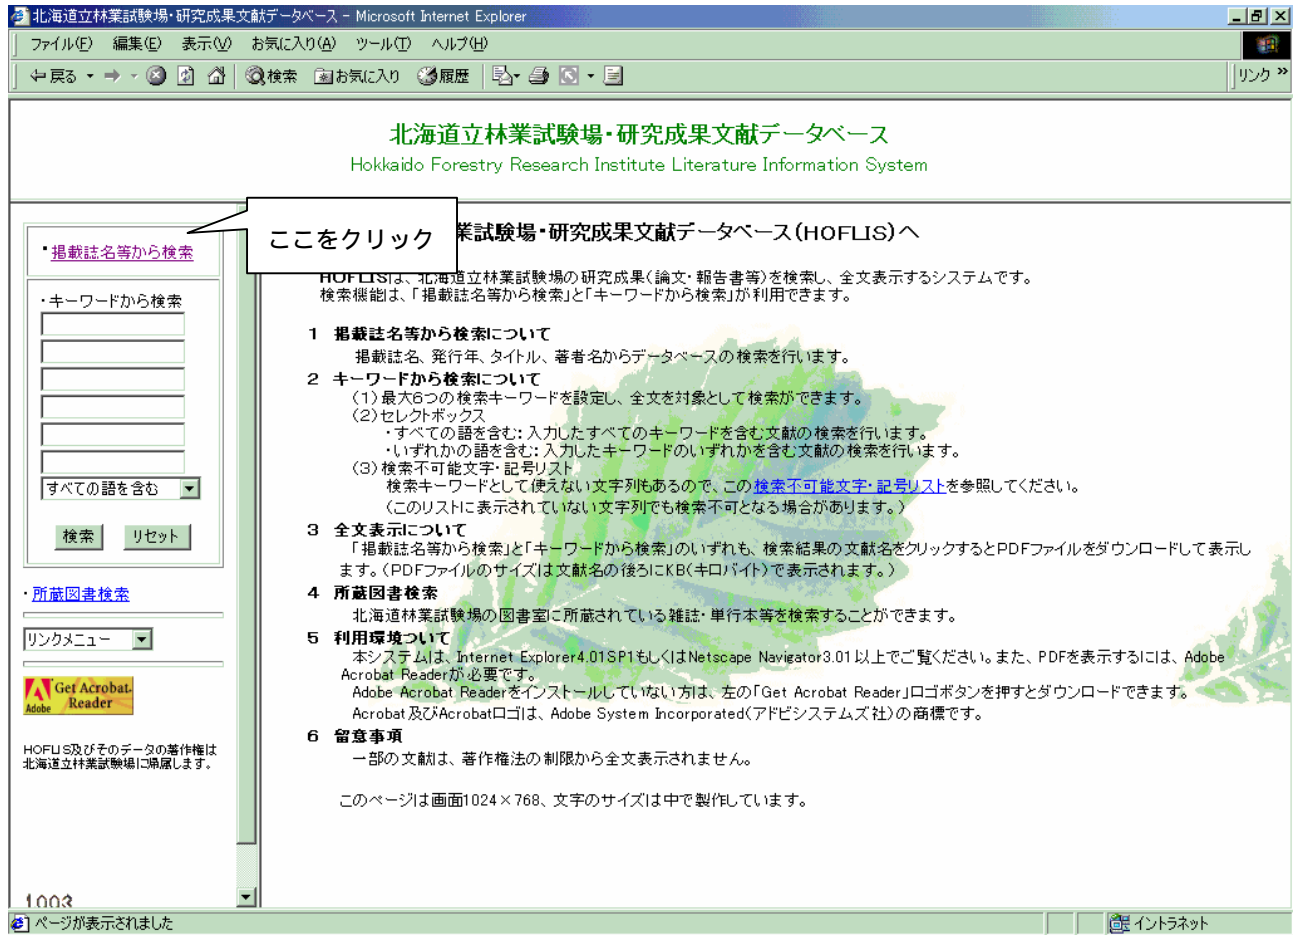 北海道立林業試験場・研究成果文献データベース - Microsoft Internet Explorer
ファイル(F) 編集(E) 表示(V) お気に入り(A) ツール(T) ヘルプ(H)
戻る 検索 お気に入り 履歴 リンク »
北海道立林業試験場・研究成果文献データベース
Hokkaido Forestry Research Institute Literature Information System
ここをクリック
業試験場・研究成果文献データベース(HOFLIS)へ
・掲載誌名等から検索
・キーワードから検索
すべての語を含む
検索 リセット
・所蔵図書検索
リンクメニュー
Get Acrobat Reader
Adobe
HOFLIS及びそのデータの著作権は
北海道立林業試験場に帰属します。
1003
HOFLISは、北海道立林業試験場の研究成果(論文・報告書等)を検索し、全文表示するシステムです。
検索機能は、「掲載誌名等から検索」と「キーワードから検索」が利用できます。
1 掲載誌名等から検索について
掲載誌名、発行年、タイトル、著者名からデータベースの検索を行います。
2 キーワードから検索について
(1)最大6つの検索キーワードを設定し、全文を対象として検索ができます。
(2)セレクトボックス
・すべての語を含む:入力したすべてのキーワードを含む文献の検索を行います。
・いずれかの語を含む:入力したキーワードのいずれかを含む文献の検索を行います。
(3)検索不可能文字・記号リスト
検索キーワードとして使えない文字列もあるので、この検索不可能文字・記号リストを参照してください。
(このリストに表示されていない文字列でも検索不可となる場合があります。)
3 全文表示について
「掲載誌名等から検索」と「キーワードから検索」のいずれも、検索結果の文献名をクリックするとPDFファイルをダウンロードして表示し
ます。(PDFファイルのサイズは文献名の後ろにKB(キロバイト)で表示されます。)
4 所蔵図書検索
北海道林業試験場の図書室に所蔵されている雑誌・単行本等を検索することができます。
5 利用環境ついて
本システムは、Internet Explorer4.01SP1もしくはNetscape Navigator3.01以上でご覧ください。また、PDFを表示するには、Adobe
Acrobat Readerが必要です。
Adobe Acrobat Readerをインストールしていない方は、左の「Get Acrobat Reader」ロゴボタンを押すとダウンロードできます。
Acrobat及びAcrobatロゴは、Adobe System Incorporated(アドビシステムズ社)の商標です。
6 留意事項
一部の文献は、著作権法の制限から全文表示されません。
このページは画面1024×768、文字のサイズは中で製作しています。
ページが表示されました
イントラネット